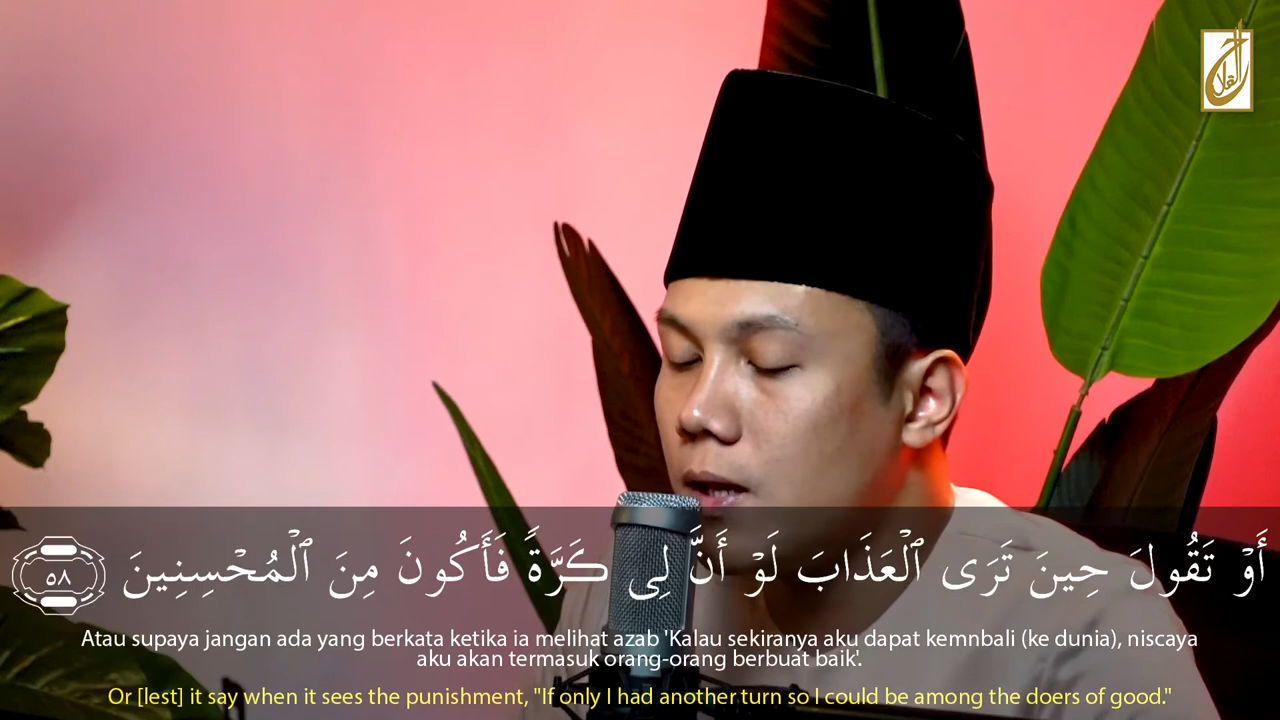 أَوْ تَقُولَ حِينَ تَرَى ٱلْعَذَابَ لَوْ أَنَّ لِى كَرَّةً فَأَكُونَ مِنَ ٱلْمُحْسِنِينَ ٥٨
Atau supaya jangan ada yang berkata ketika ia melihat azab 'Kalau sekiranya aku dapat kemnbali (ke dunia), niscaya
aku akan termasuk orang-orang berbuat baik'.
Or [lest] it say when it sees the punishment, "If only I had another turn so I could be among the doers of good."